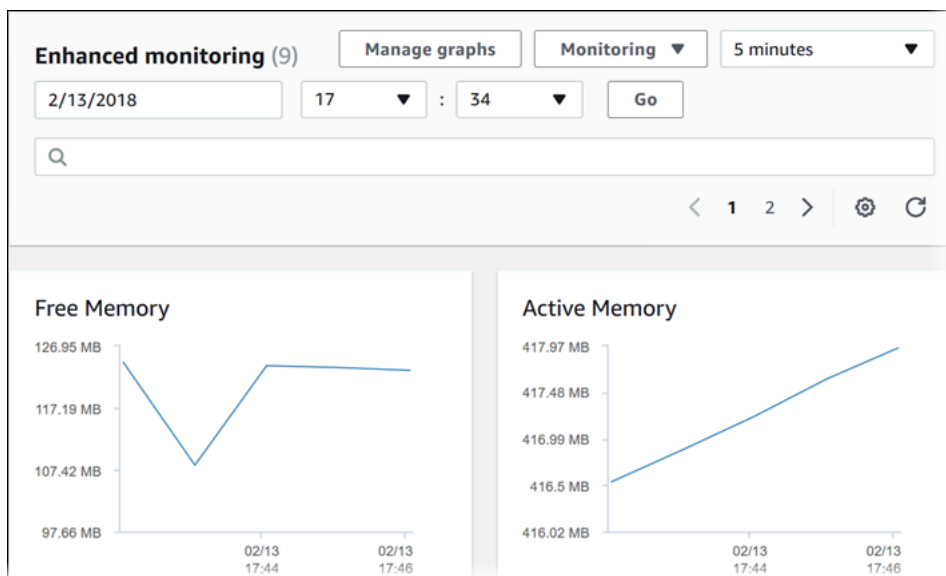 Enhanced monitoring (9) Manage graphs Monitoring 5 minutes
2/13/2018 17 : 34 Go
1 2
Free Memory
126.95 MB
117.19 MB
107.42 MB
97.66 MB
02/13 02/13
17:44 17:46
Active Memory
417.97 MB
417.48 MB
416.99 MB
416.5 MB
416.02 MB
02/13 02/13
17:44 17:46